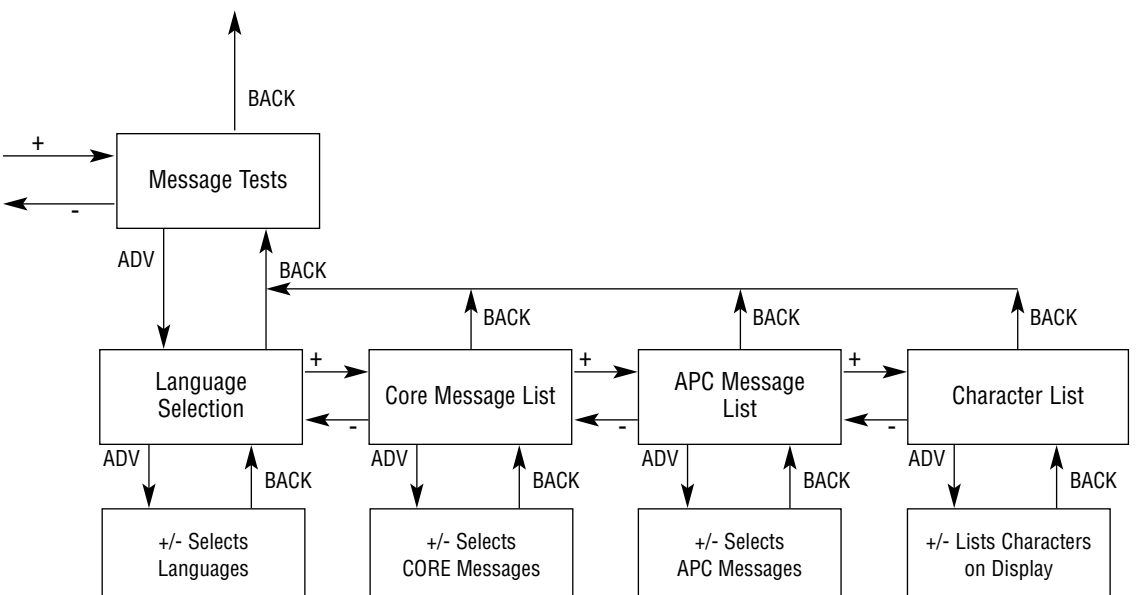 BACK
+
Message Tests
-
ADV
BACK
BACK
BACK
BACK
Language
Selection
+
-
Core Message List
+
-
APC Message
List
+
-
Character List
ADV
BACK
ADV
BACK
ADV
BACK
ADV
BACK
+/- Selects
Languages
+/- Selects
CORE Messages
+/- Selects
APC Messages
+/- Lists Characters
on Display